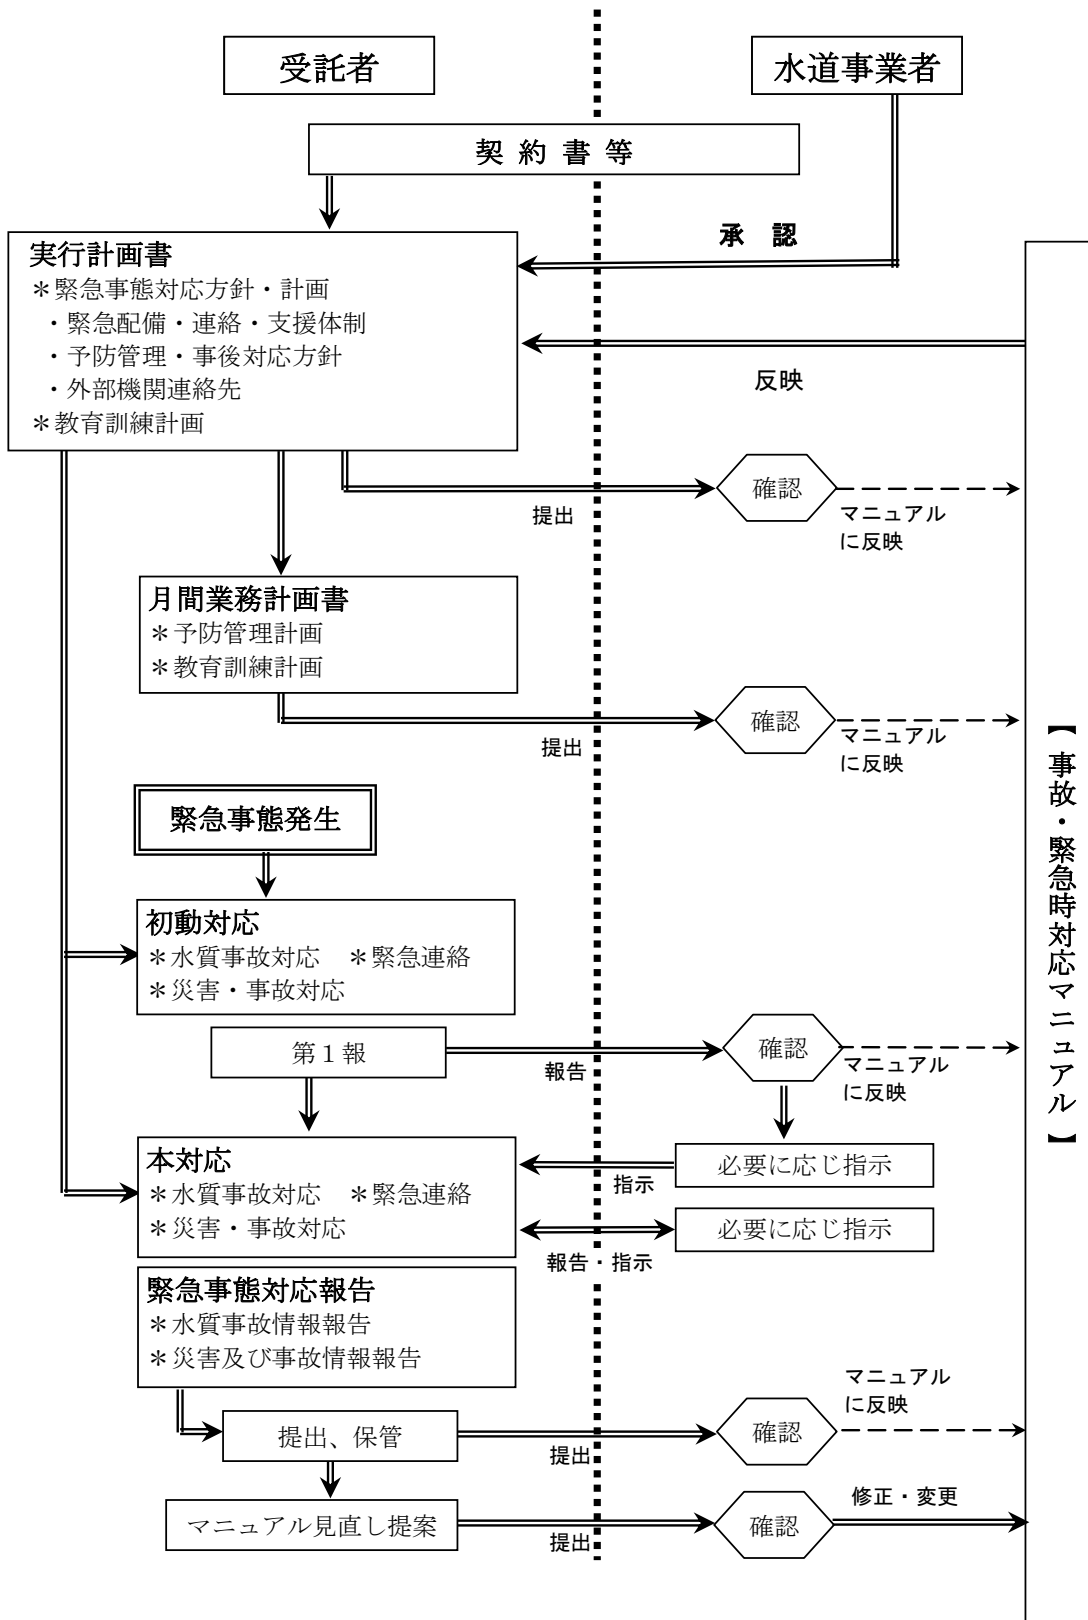 受託者
水道事業者
契約書等
承認
実行計画書
＊緊急事態対応方針・計画
・緊急配備・連絡・支援体制
・予防管理・事後対応方針
・外部機関連絡先
＊教育訓練計画
反映
確認
提出
マニュアル
に反映
月間業務計画書
＊予防管理計画
＊教育訓練計画
確認
提出
マニュアル
に反映
【事故・緊急時対応マニュアル】
緊急事態発生
初動対応
＊水質事故対応　＊緊急連絡
＊災害・事故対応
第１報
報告
確認
マニュアル
に反映
本対応
＊水質事故対応　＊緊急連絡
＊災害・事故対応
指示
必要に応じ指示
報告・指示
必要に応じ指示
緊急事態対応報告
＊水質事故情報報告
＊災害及び事故情報報告
マニュアル
に反映
提出、保管
提出
確認
マニュアル見直し提案
提出
確認
修正・変更